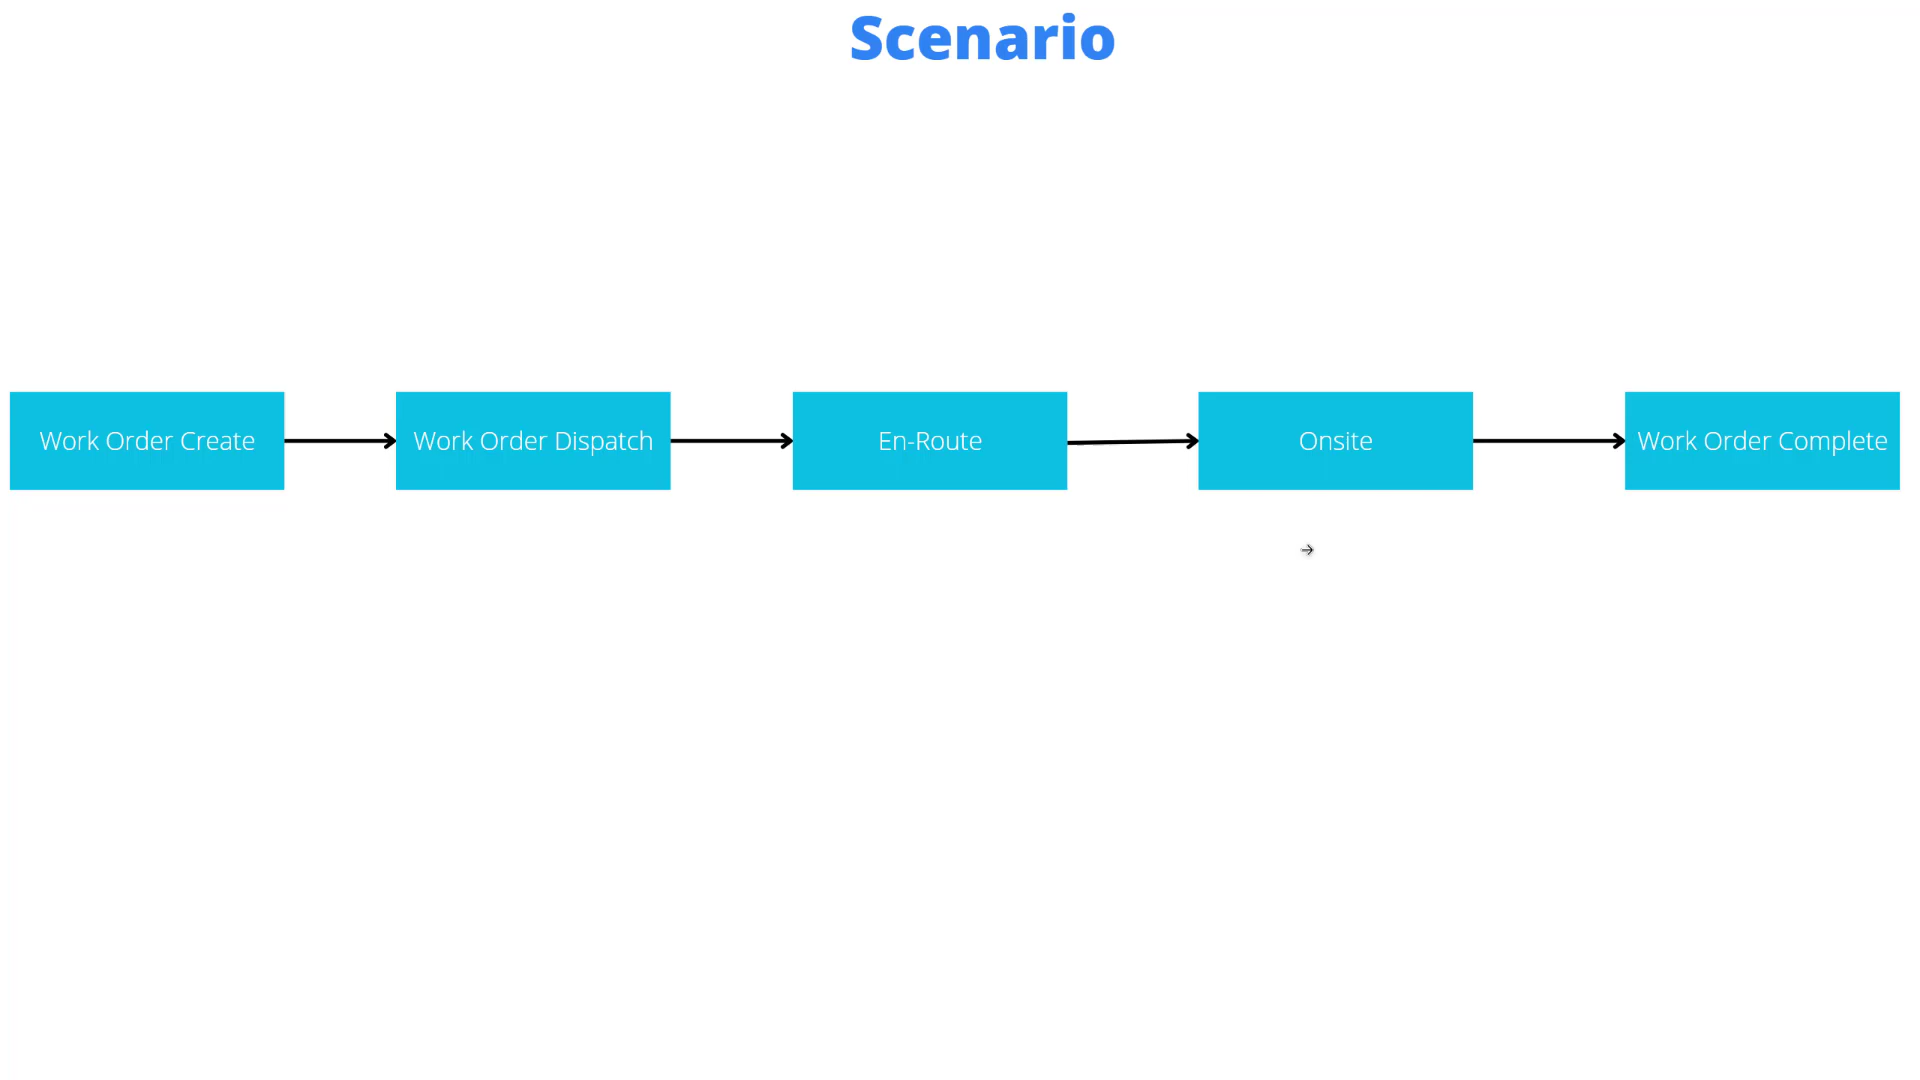 Scenario
Work Order Create
Work Order Dispatch
En-Route
Onsite
Work Order Complete